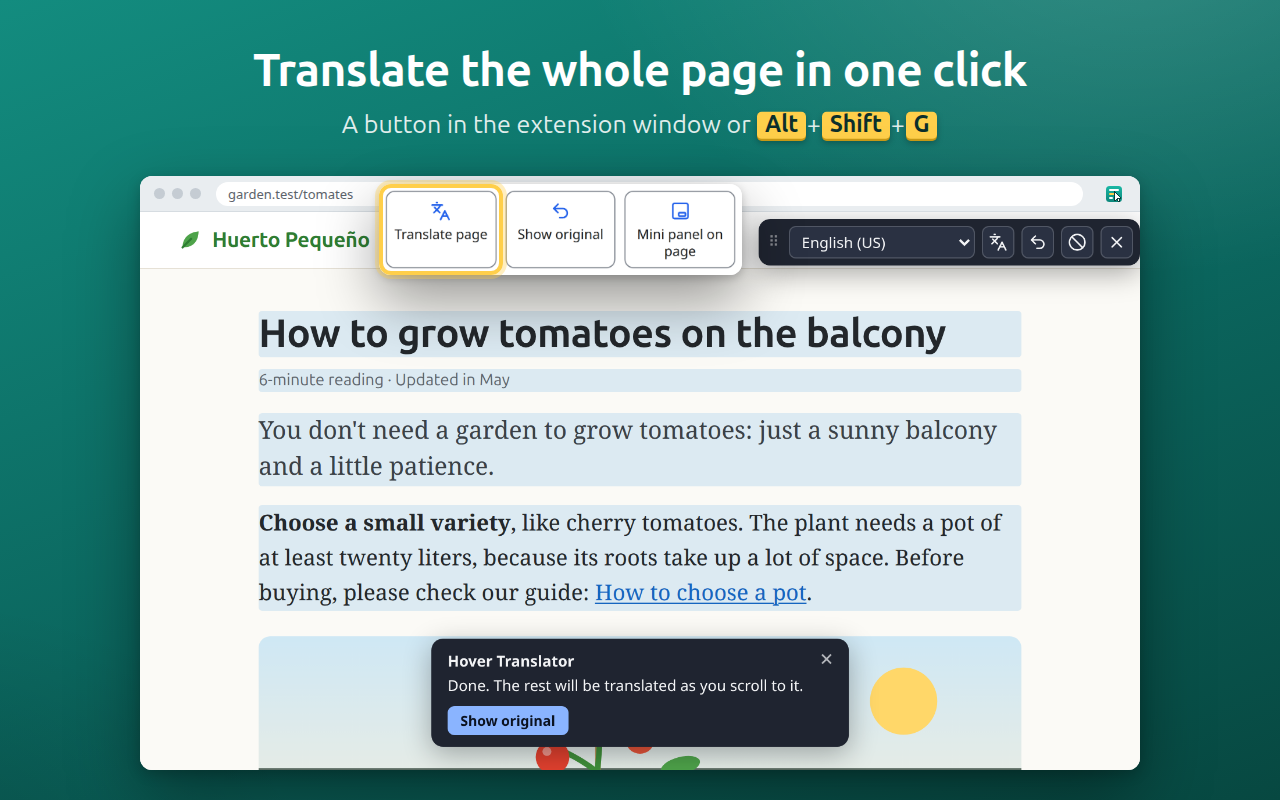 Translate the whole page in one click
A button in the extension window or Alt + Shift + G
garden.test/tomates
Translate page
Show original
Mini panel on
page
Huerto Pequeño
English (US)
How to grow tomatoes on the balcony
6-minute reading · Updated in May
You don't need a garden to grow tomatoes: just a sunny balcony
and a little patience.
Choose a small variety, like cherry tomatoes. The plant needs a pot of
at least twenty liters, because its roots take up a lot of space. Before
buying, please check our guide: How to choose a pot.
Hover Translator
Done. The rest will be translated as you scroll to it.
Show original